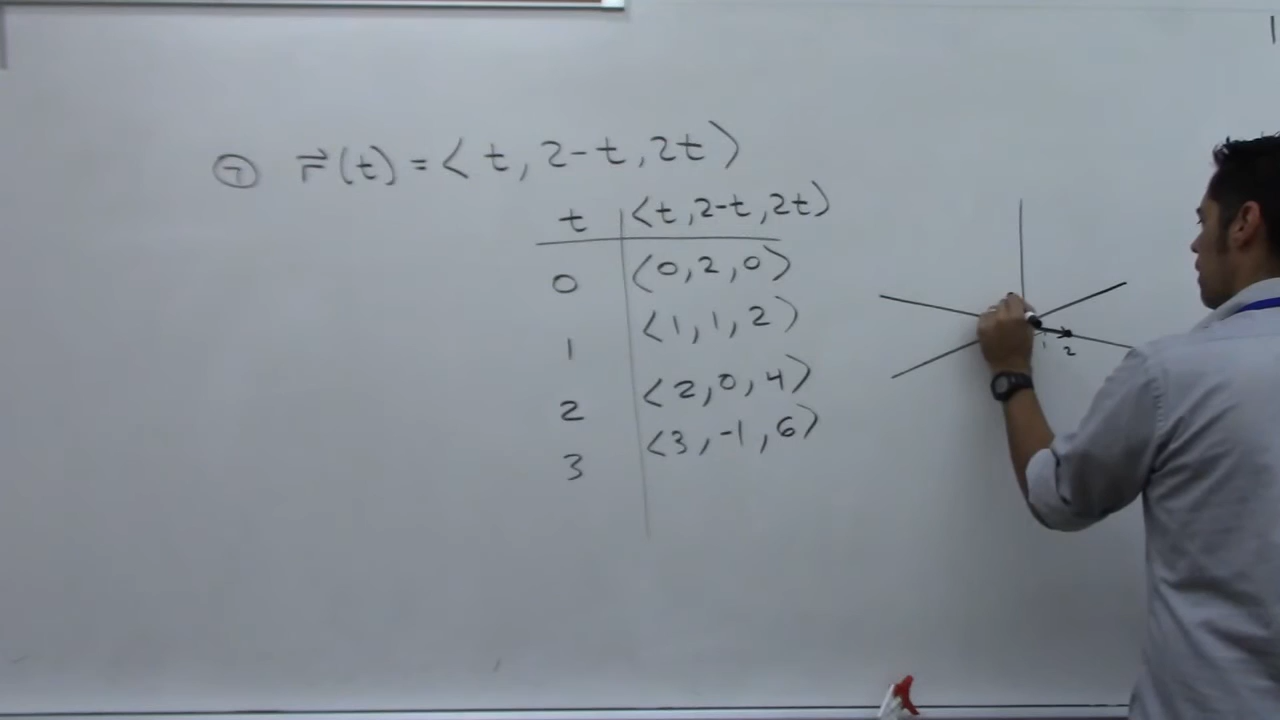 ⑦ r⃗(t) = ⟨t, 2-t, 2t⟩
t | ⟨t, 2-t, 2t⟩
0 | ⟨0, 2, 0⟩
1 | ⟨1, 1, 2⟩
2 | ⟨2, 0, 4⟩
3 | ⟨3, -1, 6⟩
1 2